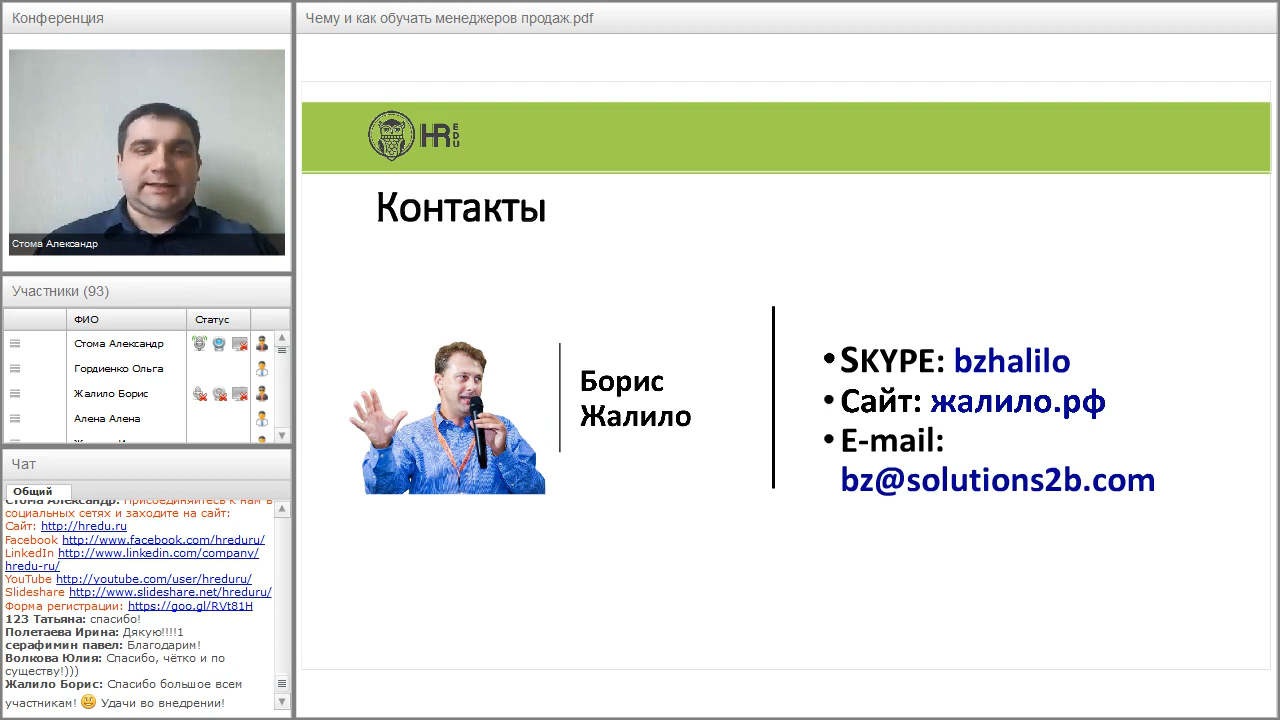 Конференция
Стома Александр
Участники (93)
ФИО Статус
Стома Александр
Гордиенко Ольга
Жалило Борис
Алена Алена
Чат
Общий
Стома Александр: Присоединяйтесь к нам в
социальных сетях и заходите на сайт:
Сайт: http://hredu.ru
Facebook http://www.facebook.com/hreduru/
LinkedIn http://www.linkedin.com/company/
hredu-ru/
YouTube http://youtube.com/user/hreduru/
Slideshare http://www.slideshare.net/hreduru/
Форма регистрации: https://goo.gl/RVt81H
123 Татьяна: спасибо!
Полетаева Ирина: Дякую!!!!1
серафимин павел: Благодарим!
Волкова Юлия: Спасибо, чётко и по
существу!)))
Жалило Борис: Спасибо большое всем
участникам! Удачи во внедрении!
Чему и как обучать менеджеров продаж.pdf
HR EDU
Контакты
Борис
Жалило
• SKYPE: bzhalilo
• Сайт: жалило.рф
• E-mail:
bz@solutions2b.com